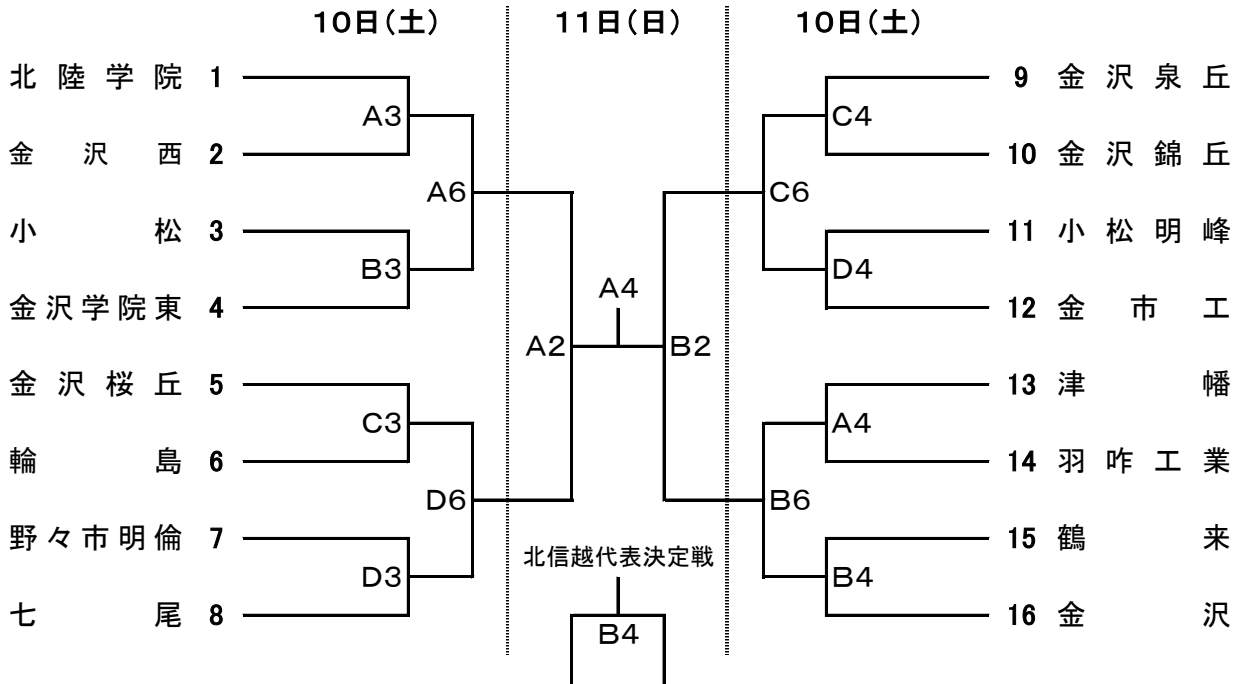 10日(土) 11日(日) 10日(土)
北陸学院 1 9 金沢泉丘
A3 C4
金沢西 2 10 金沢錦丘
A6 C6
小松 3 11 小松明峰
B3 D4
A4
金沢学院東 4 12 金市工
A2 B2
金沢桜丘 5 13 津幡
C3 A4
輪島 6 14 羽咋工業
D6 B6
野々市明倫 7 15 鶴来
北信越代表決定戦
D3 B4
七尾 8 16 金沢
B4